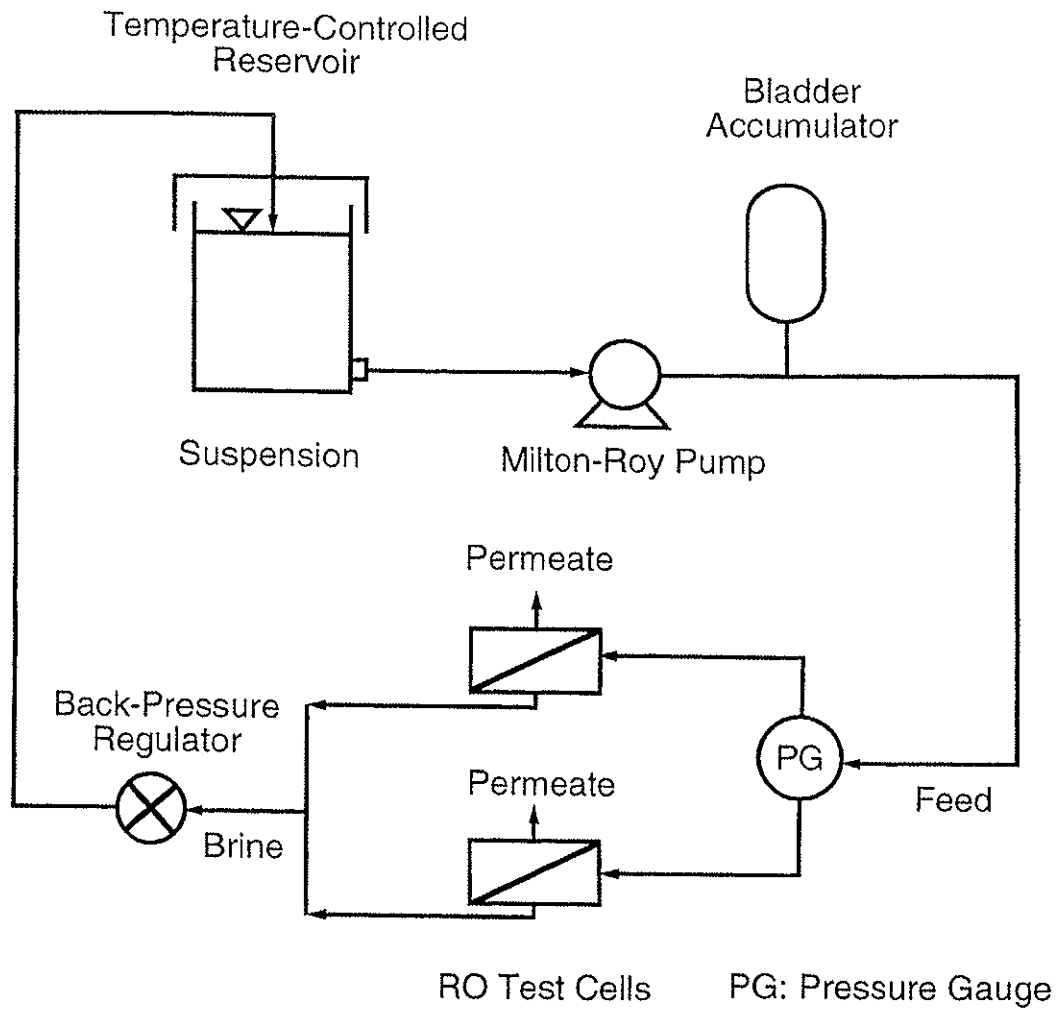 Temperature-Controlled
Reservoir
Bladder
Accumulator
Suspension
Milton-Roy Pump
Permeate
Back-Pressure
Regulator
PG
Permeate
Feed
Brine
RO Test Cells
PG: Pressure Gauge